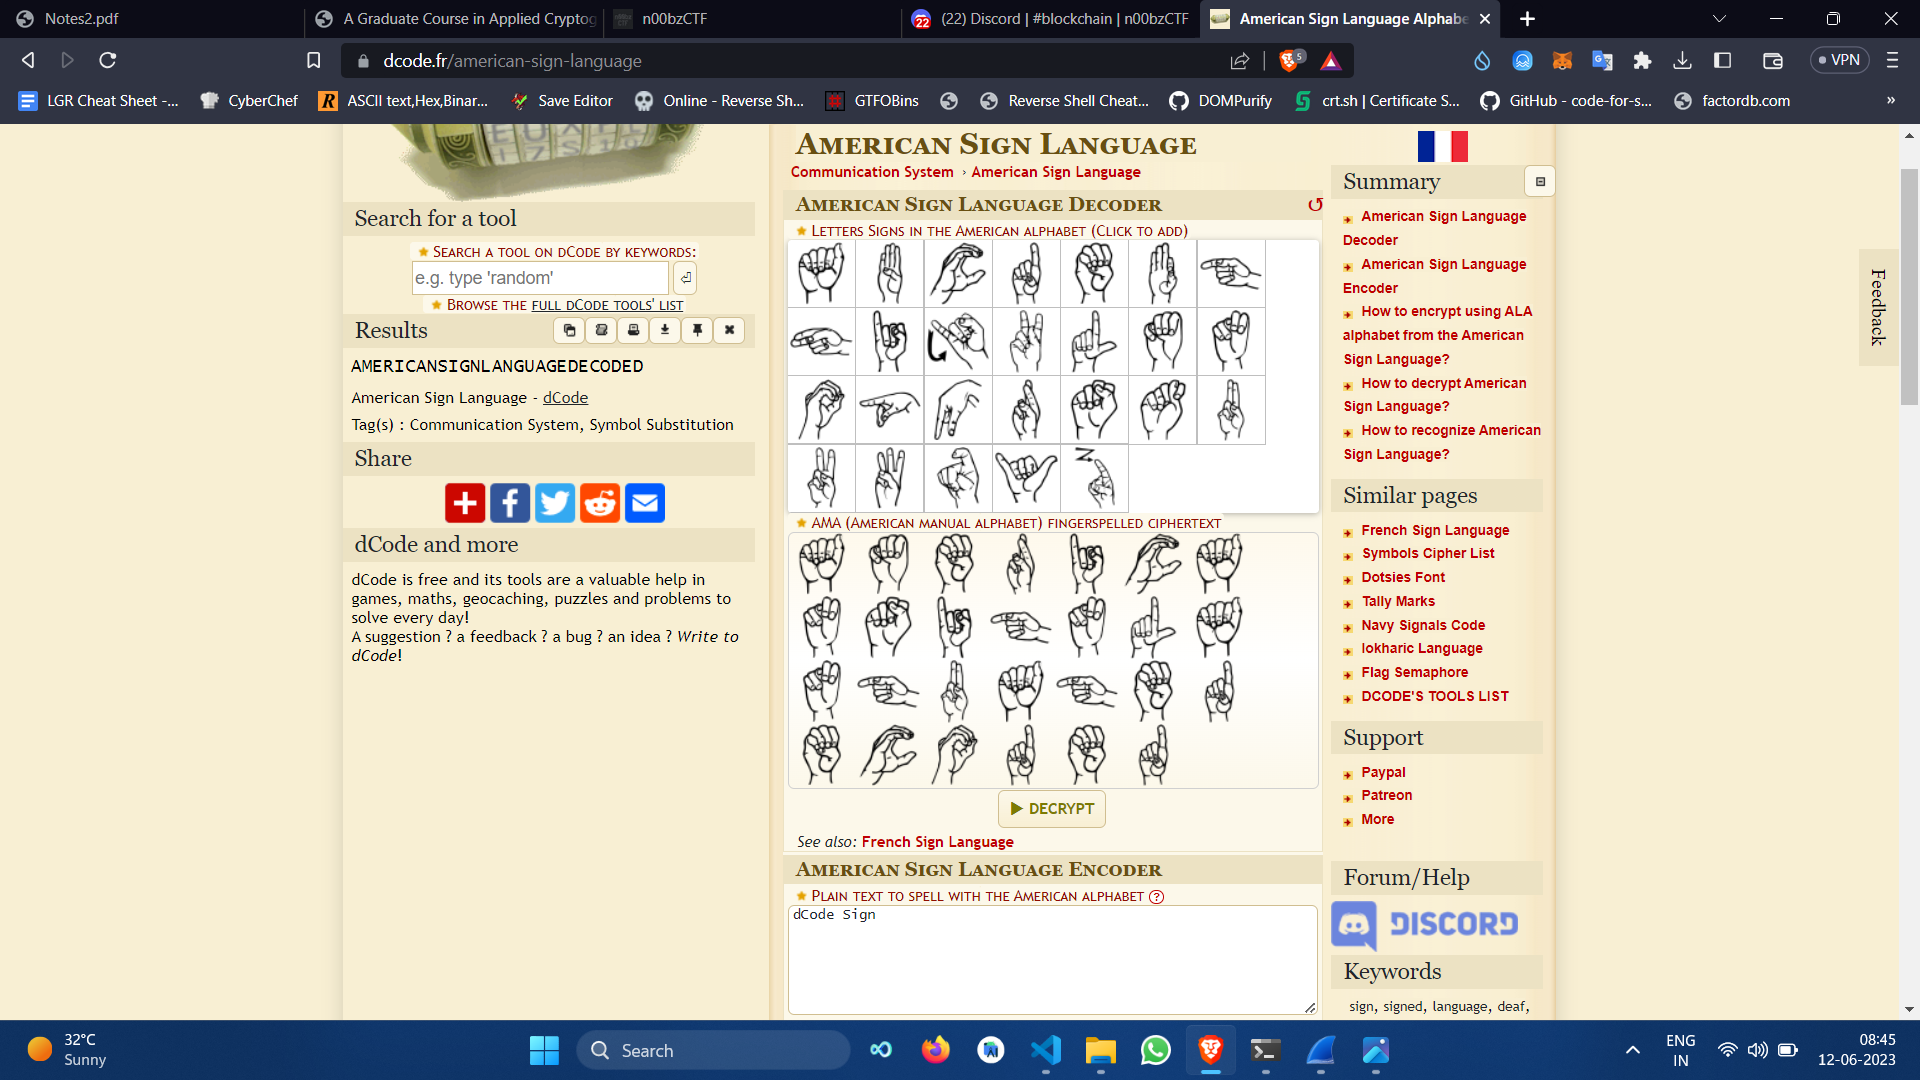 Notes2.pdf
A Graduate Course in Applied Cryptog
n00bzCTF
(22) Discord | #blockchain | n00bzCTF
American Sign Language Alphabe
dcode.fr/american-sign-language
5
VPN
LGR Cheat Sheet -...
CyberChef
ASCII text,Hex,Binar...
Save Editor
Online - Reverse Sh...
GTFOBins
Reverse Shell Cheat...
DOMPurify
crt.sh | Certificate S...
GitHub - code-for-s...
factordb.com
»
Search for a tool
★ Search a tool on dCode by keywords:
e.g. type 'random'
★ Browse the full dCode tools' list
Results
AMERICANSIGNLANGUAGEDECODED
American Sign Language - dCode
Tag(s) : Communication System, Symbol Substitution
Share
dCode and more
dCode is free and its tools are a valuable help in
games, maths, geocaching, puzzles and problems to
solve every day!
A suggestion ? a feedback ? a bug ? an idea ? Write to
dCode!
American Sign Language
Communication System › American Sign Language
American Sign Language Decoder
★ Letters Signs in the American alphabet (Click to add)
Z
★ AMA (American manual alphabet) fingerspelled ciphertext
▶ DECRYPT
See also: French Sign Language
American Sign Language Encoder
★ Plain text to spell with the American alphabet ?
dCode Sign
Summary
American Sign Language
Decoder
American Sign Language
Encoder
How to encrypt using ALA
alphabet from the American
Sign Language?
How to decrypt American
Sign Language?
How to recognize American
Sign Language?
Similar pages
French Sign Language
Symbols Cipher List
Dotsies Font
Tally Marks
Navy Signals Code
Iokharic Language
Flag Semaphore
DCODE'S TOOLS LIST
Support
Paypal
Patreon
More
Forum/Help
DISCORD
Keywords
sign, signed, language, deaf,
Feedback
32°C
Sunny
Search
ENG
IN
08:45
12-06-2023